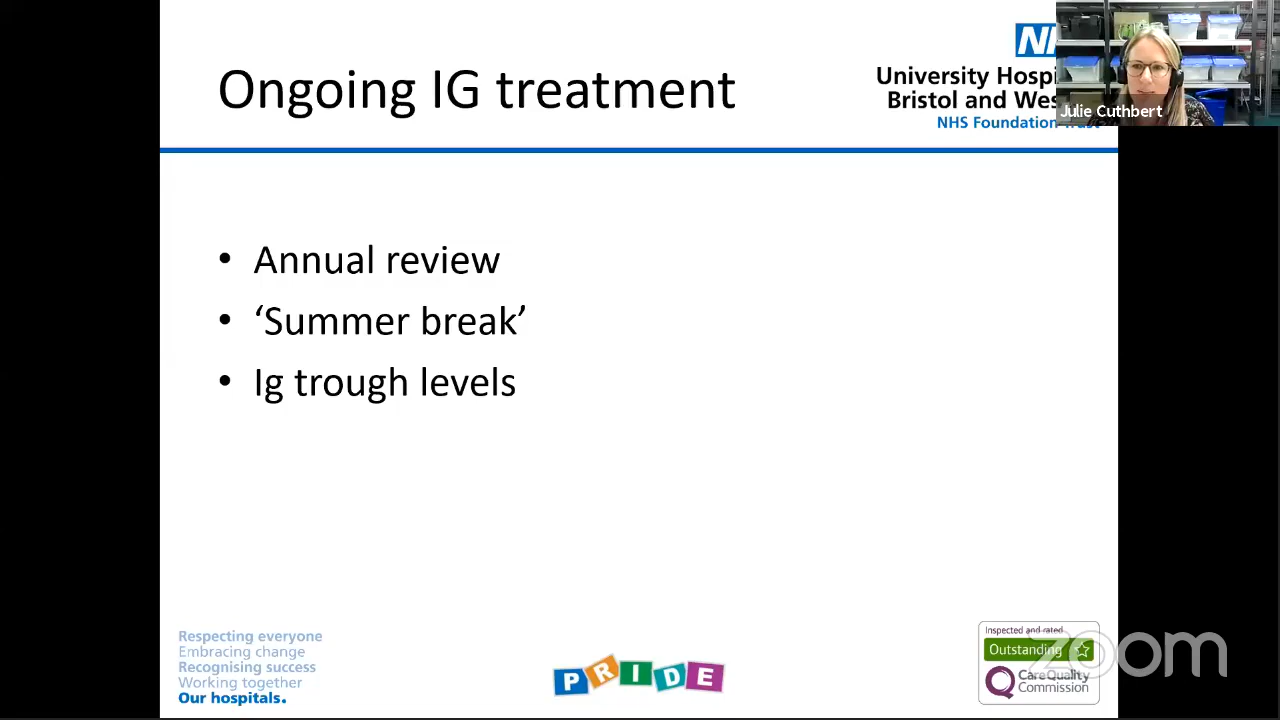 Ongoing IG treatment
University Hospi
Bristol and Wes
NHS Foundation Trust
Julie Cuthbert
• Annual review
• ‘Summer break’
• Ig trough levels
Respecting everyone
Embracing change
Recognising success
Working together
Our hospitals.
PRIDE
Inspected and rated
Outstanding
CareQuality
Commission
zoom